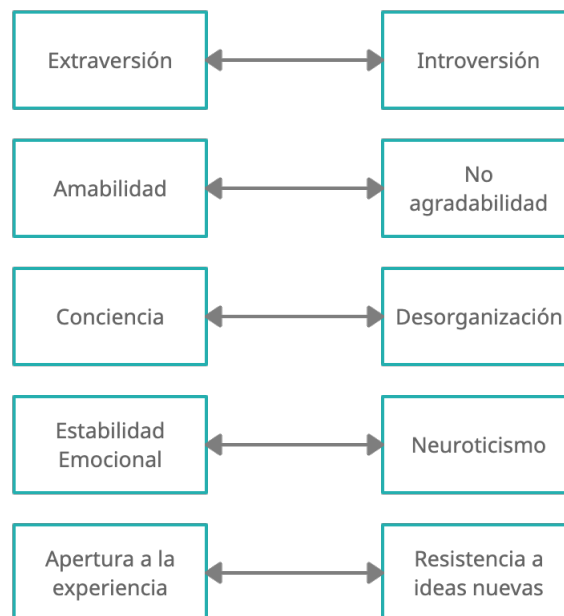 Extraversión
Introversión
Amabilidad
No
agradabilidad
Conciencia
Desorganización
Estabilidad
Emocional
Neuroticismo
Apertura a la
experiencia
Resistencia a
ideas nuevas